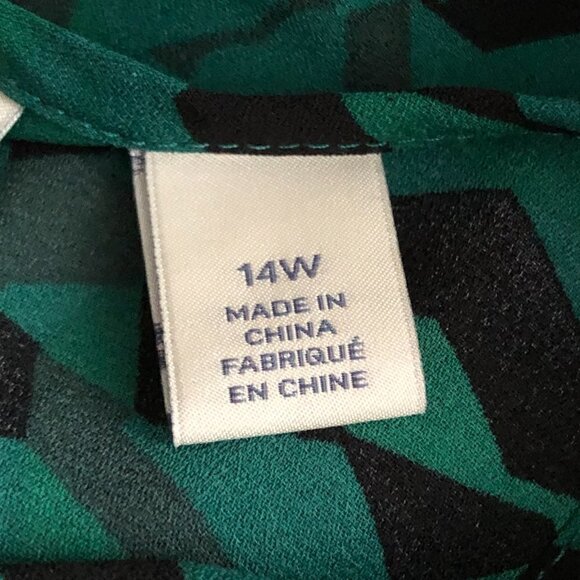 14W
MADE IN
CHINA
FABRIQUÉ
EN CHINE